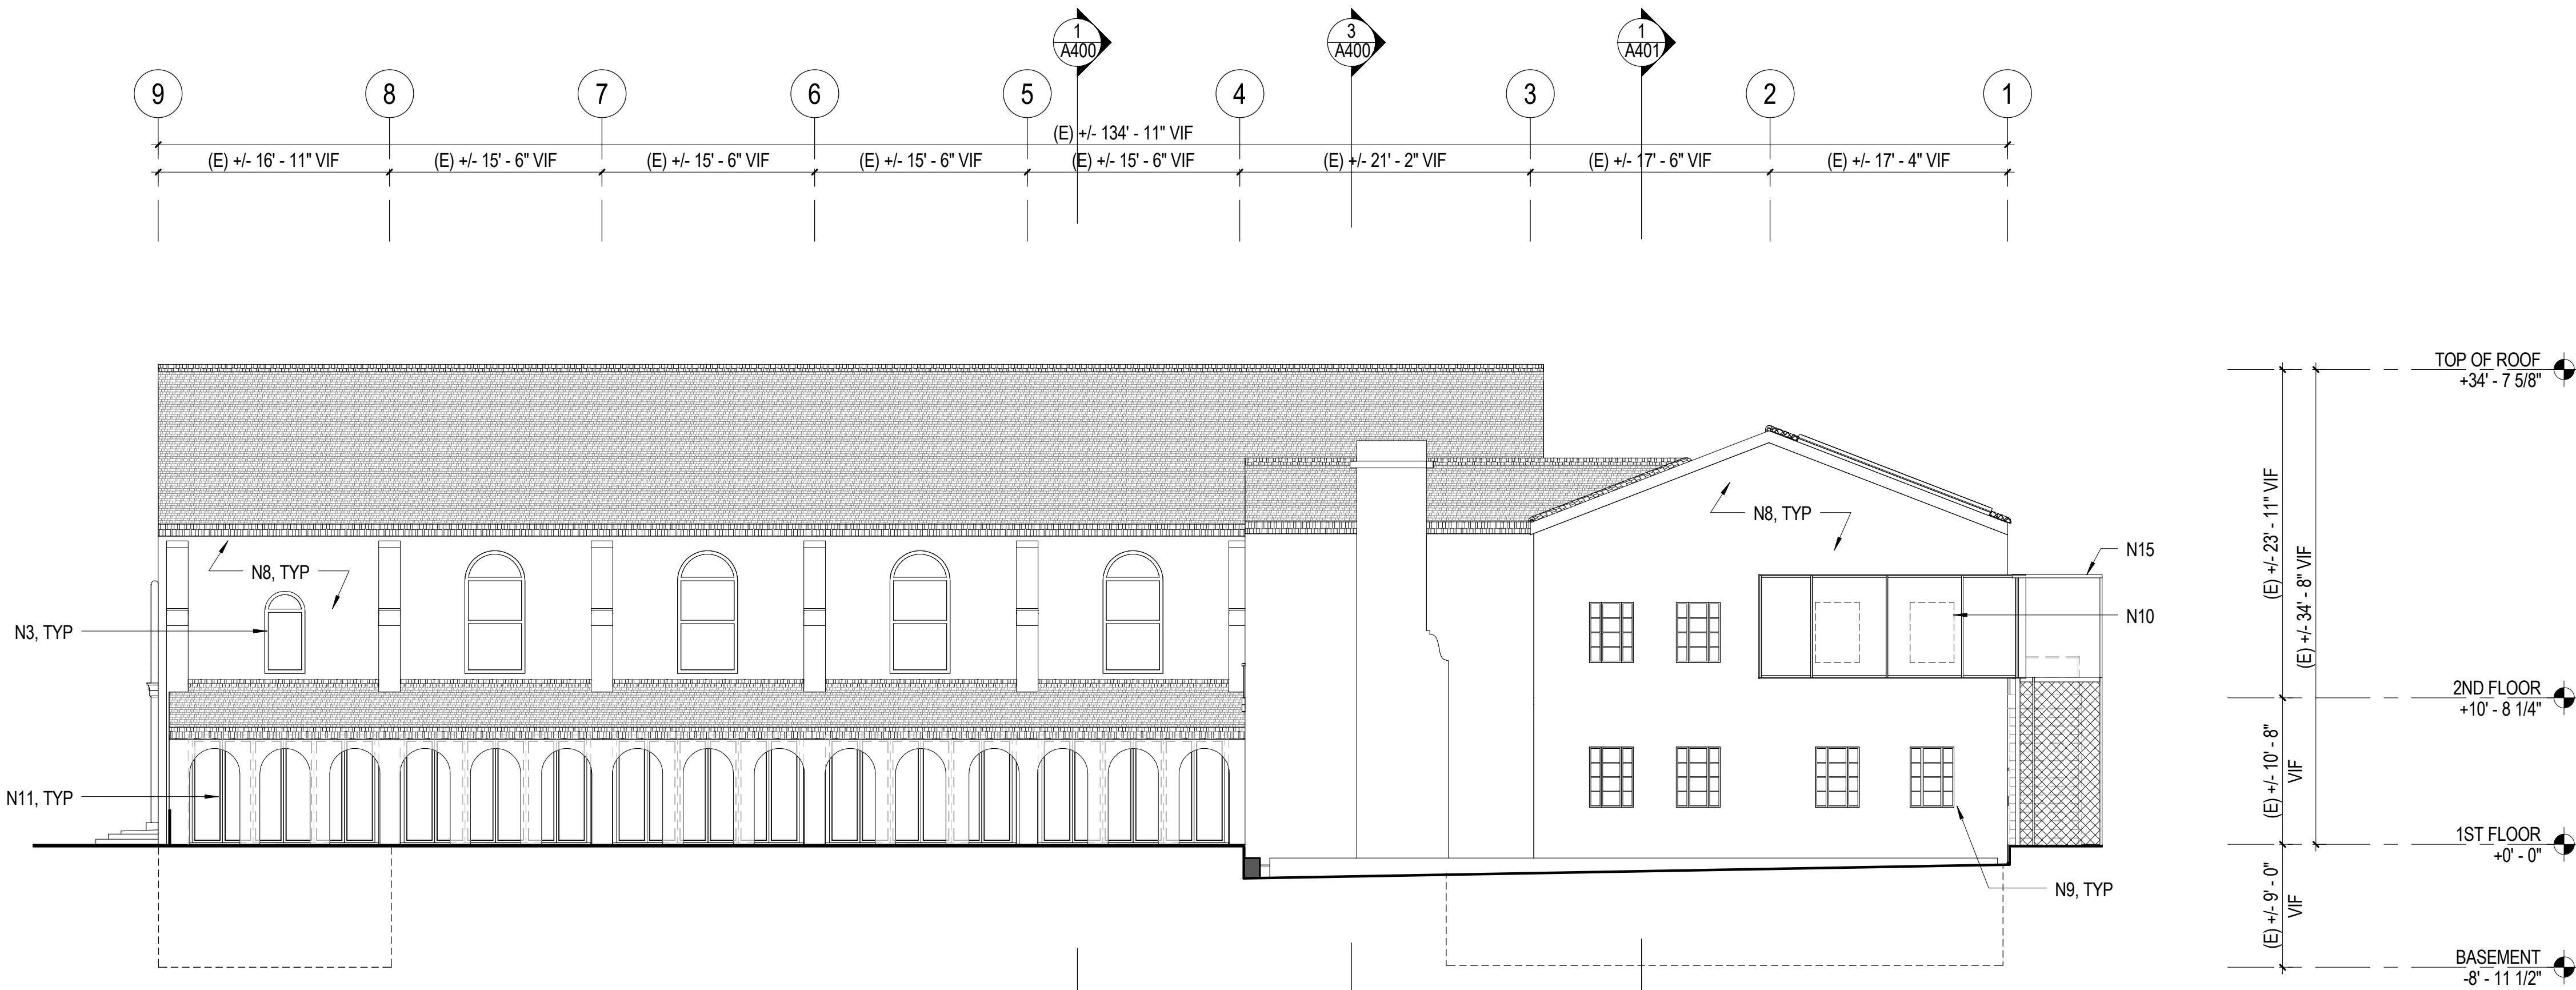 1
A400
3
A400
1
A401
9
8
7
6
5
4
3
2
1
(E) +/- 134' - 11" VIF
(E) +/- 16' - 11" VIF
(E) +/- 15' - 6" VIF
(E) +/- 15' - 6" VIF
(E) +/- 15' - 6" VIF
(E) +/- 15' - 6" VIF
(E) +/- 21' - 2" VIF
(E) +/- 17' - 6" VIF
(E) +/- 17' - 4" VIF
TOP OF ROOF
+34' - 7 5/8"
(E) +/- 23' - 11" VIF
(E) +/- 34' - 8" VIF
N8, TYP
N15
N8, TYP
N10
N3, TYP
2ND FLOOR
+10' - 8 1/4"
(E) +/- 10' - 8"
VIF
N11, TYP
1ST FLOOR
+0' - 0"
N9, TYP
(E) +/- 9' - 0"
VIF
BASEMENT
-8' - 11 1/2"